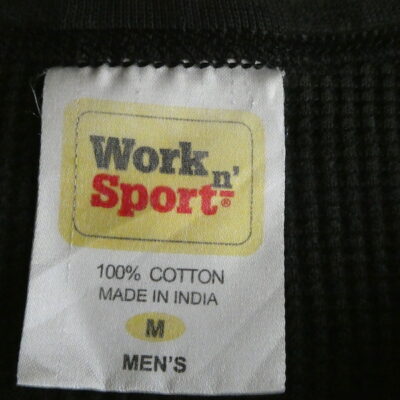 Work n'
Sport®
100% COTTON
MADE IN INDIA
M
MEN'S